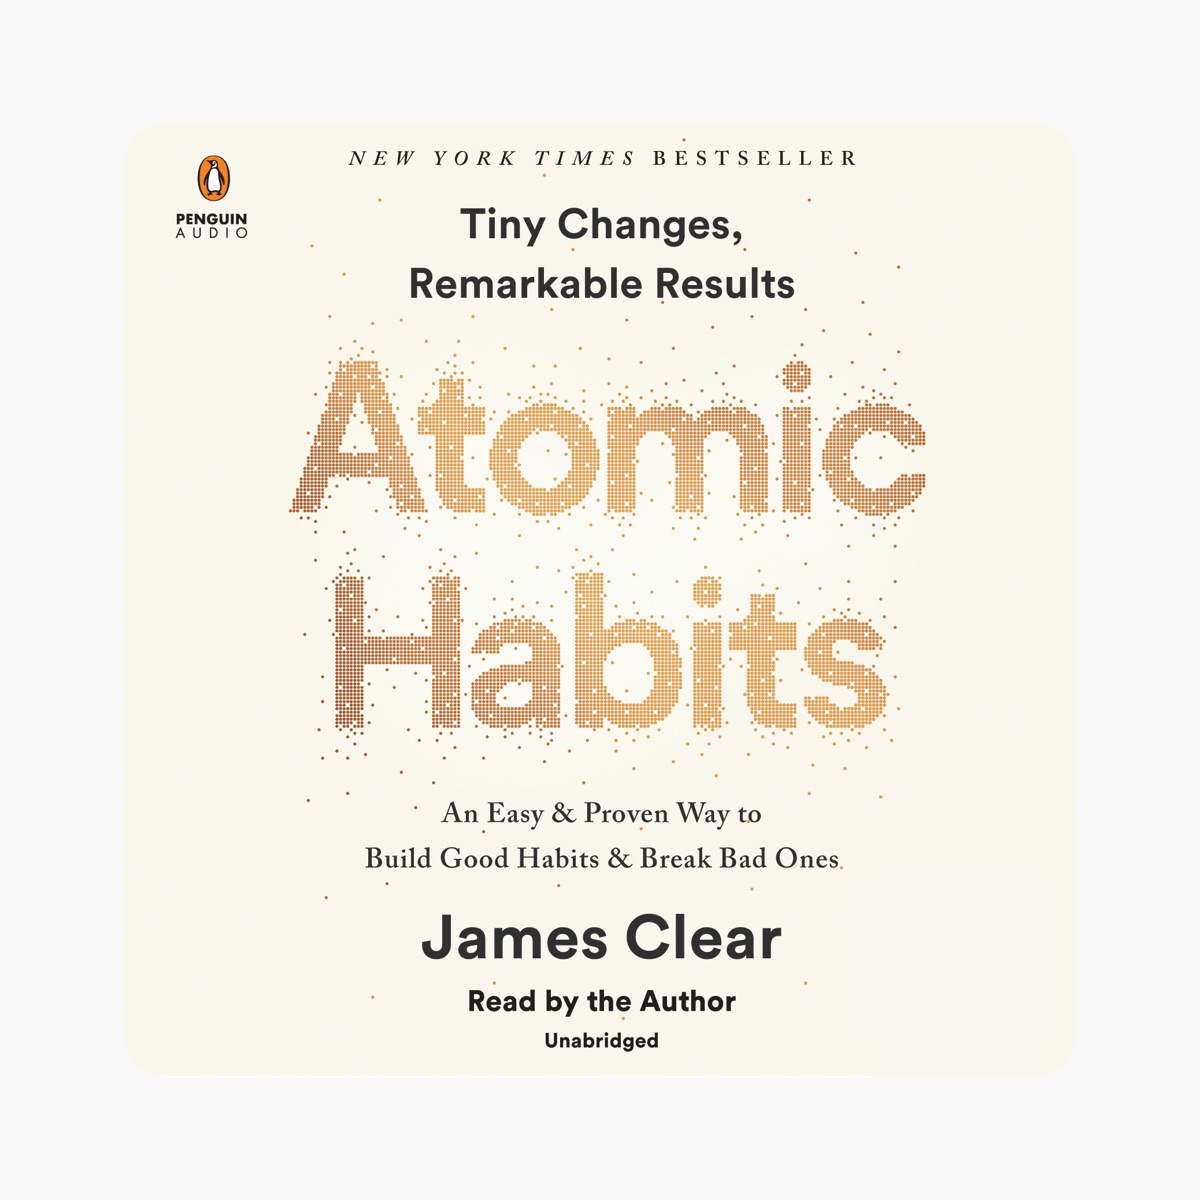 NEW YORK TIMES BESTSELLER
PENGUIN
AUDIO
Tiny Changes,
Remarkable Results
Atomic
Habits
An Easy & Proven Way to
Build Good Habits & Break Bad Ones
James Clear
Read by the Author
Unabridged